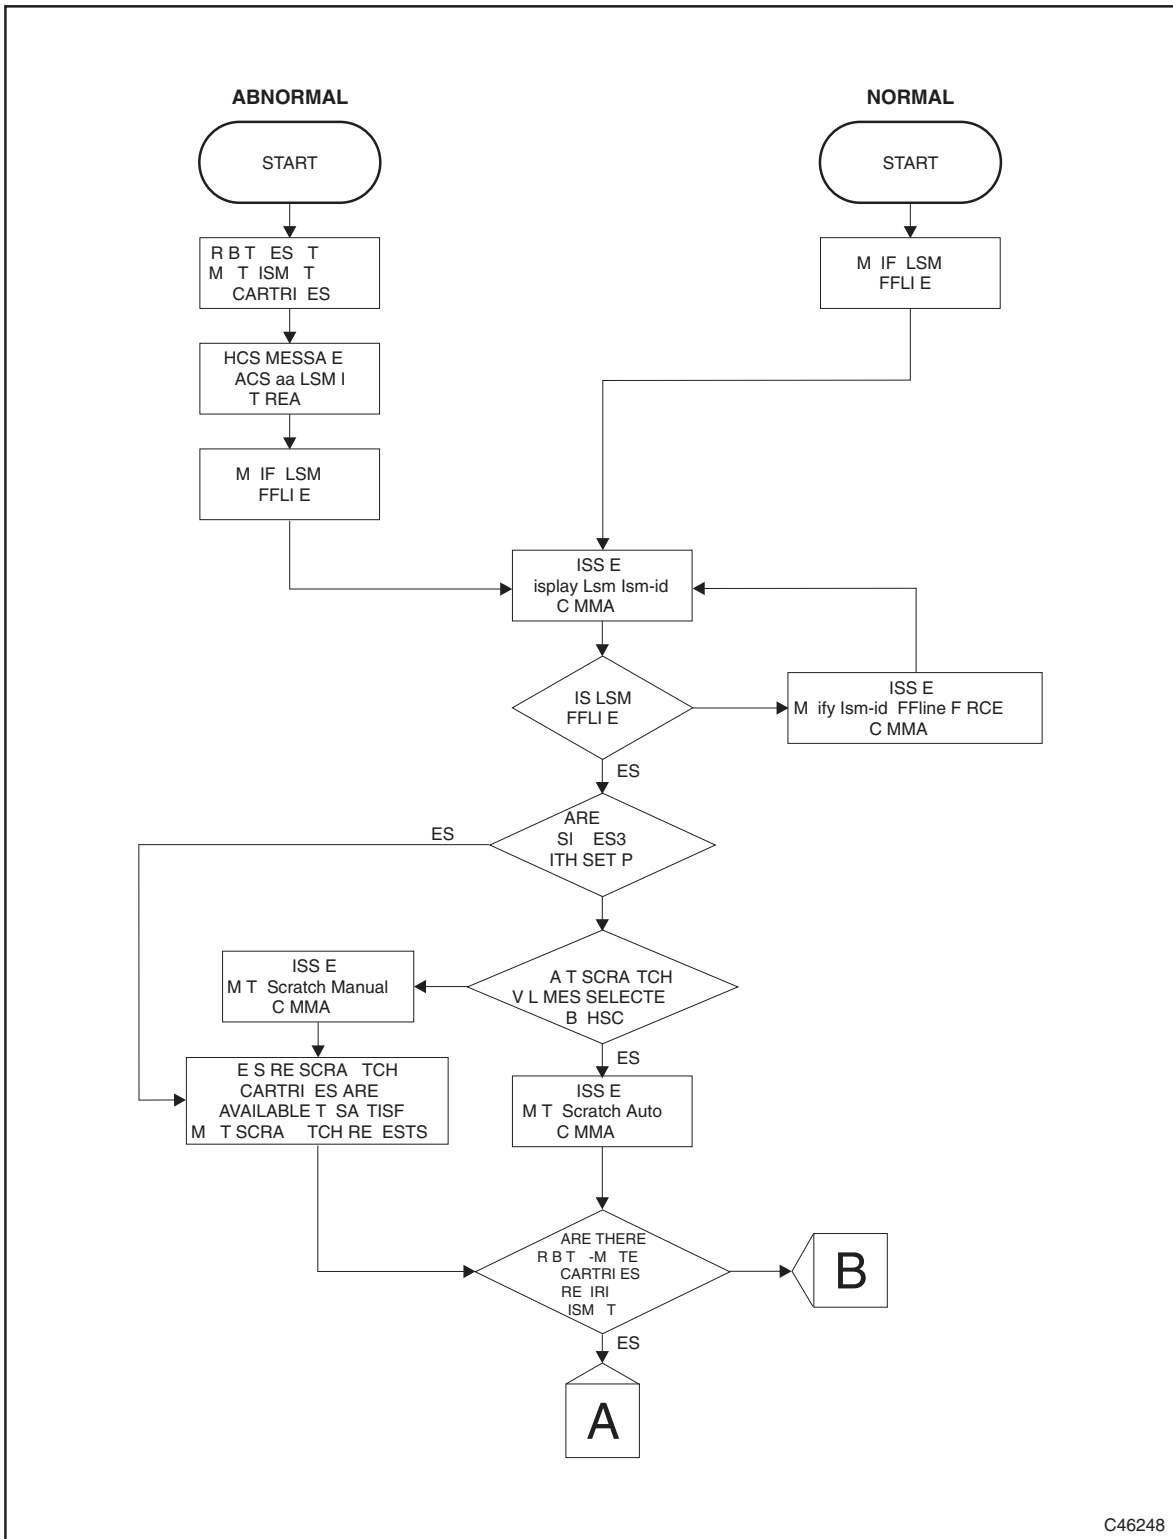 ABNORMAL
NORMAL
START
START
R B T ES T
M T ISM T
CARTRI ES
M IF LSM
FFLI E
HCS MESSA E
ACS aa LSM I
T REA
M IF LSM
FFLI E
ISS E
isplay Lsm lsm-id
C MMA
IS LSM
FFLI E
ISS E
M ify lsm-id FFline F RCE
C MMA
ES
ARE
SI ES3
ITH SET P
ES
A T SCRA TCH
V L MES SELECTE
B HSC
ISS E
M T Scratch Manual
C MMA
ES
E S RE SCRA TCH
CARTRI ES ARE
AVAILABLE T SA TISF
M T SCRA TCH RE ESTS
ISS E
M T Scratch Auto
C MMA
ARE THERE
R B T -M TE
CARTRI ES
RE IRI
ISM T
B
ES
A
C46248